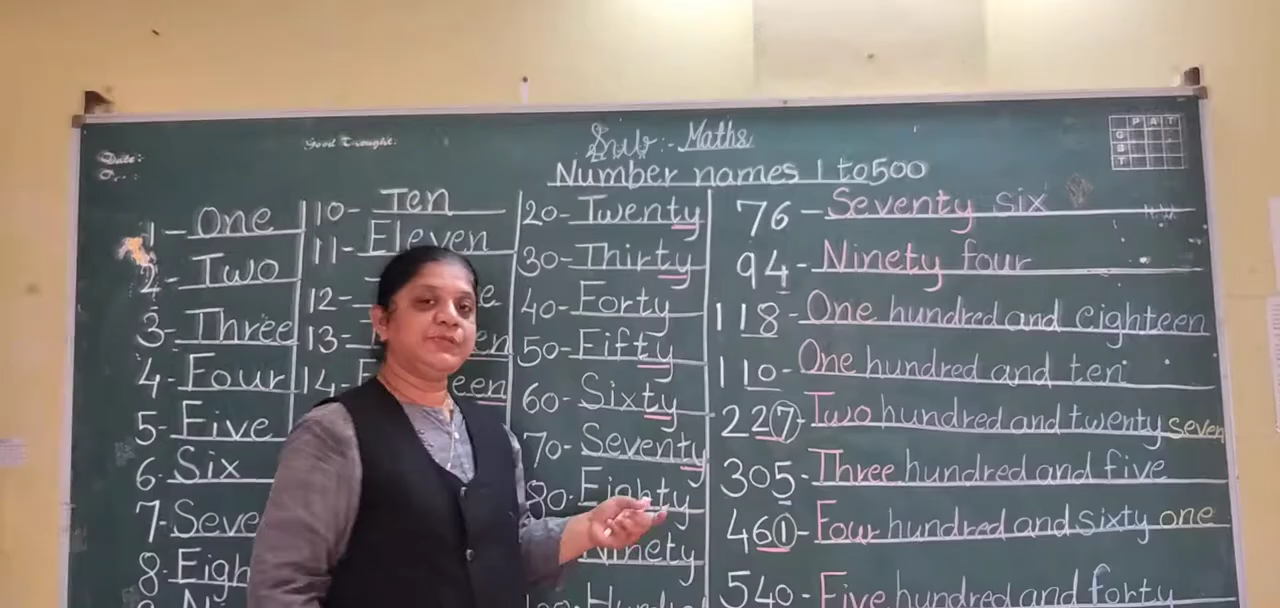 Good Thought:
Date:
Sub:- Maths
P A T
G
B
T
Number names 1 to 500
1 - One
2 - Two
3 - Three
4 - Four
5 - Five
6 - Six
7 - Seve
8 - Eigh
10 - Ten
11 - Eleven
12 -
13 - en
14 - een
20 - Twenty
30 - Thirty
40 - Forty
50 - Fifty
60 - Sixty
70 - Seventy
80 - Eighty
Ninety
76 - Seventy six
94 - Ninety four
118 - One hundred and eighteen
110 - One hundred and ten
227 - Two hundred and twenty seven
305 - Three hundred and five
461 - Four hundred and sixty one
540 - Five hundred and forty